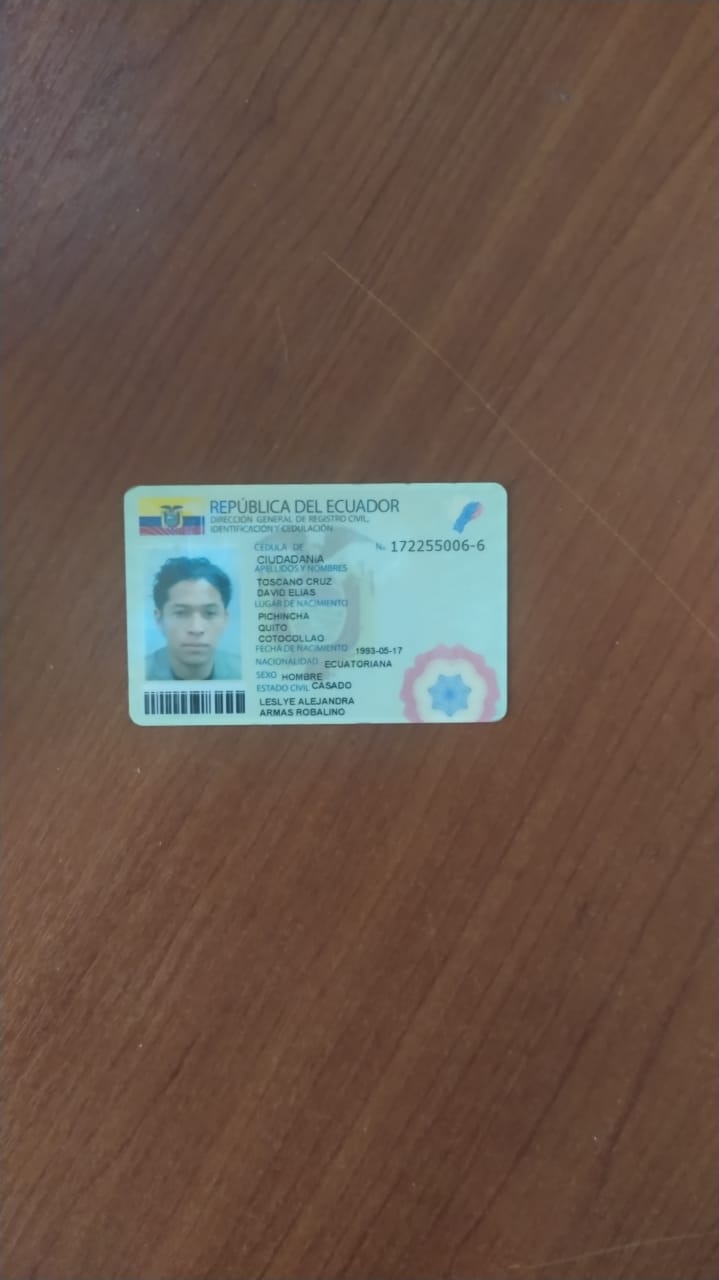 REPÚBLICA DEL ECUADOR
DIRECCIÓN GENERAL DE REGISTRO CIVIL,
IDENTIFICACIÓN Y CEDULACIÓN
CÉDULA DE No. 172255006-6
CIUDADANIA
APELLIDOS Y NOMBRES
TOSCANO CRUZ
DAVID ELIAS
LUGAR DE NACIMIENTO
PICHINCHA
QUITO
COTOCOLLAO
FECHA DE NACIMIENTO 1993-05-17
NACIONALIDAD ECUATORIANA
SEXO HOMBRE
ESTADO CIVIL CASADO
LESLYE ALEJANDRA
ARMAS ROBALINO